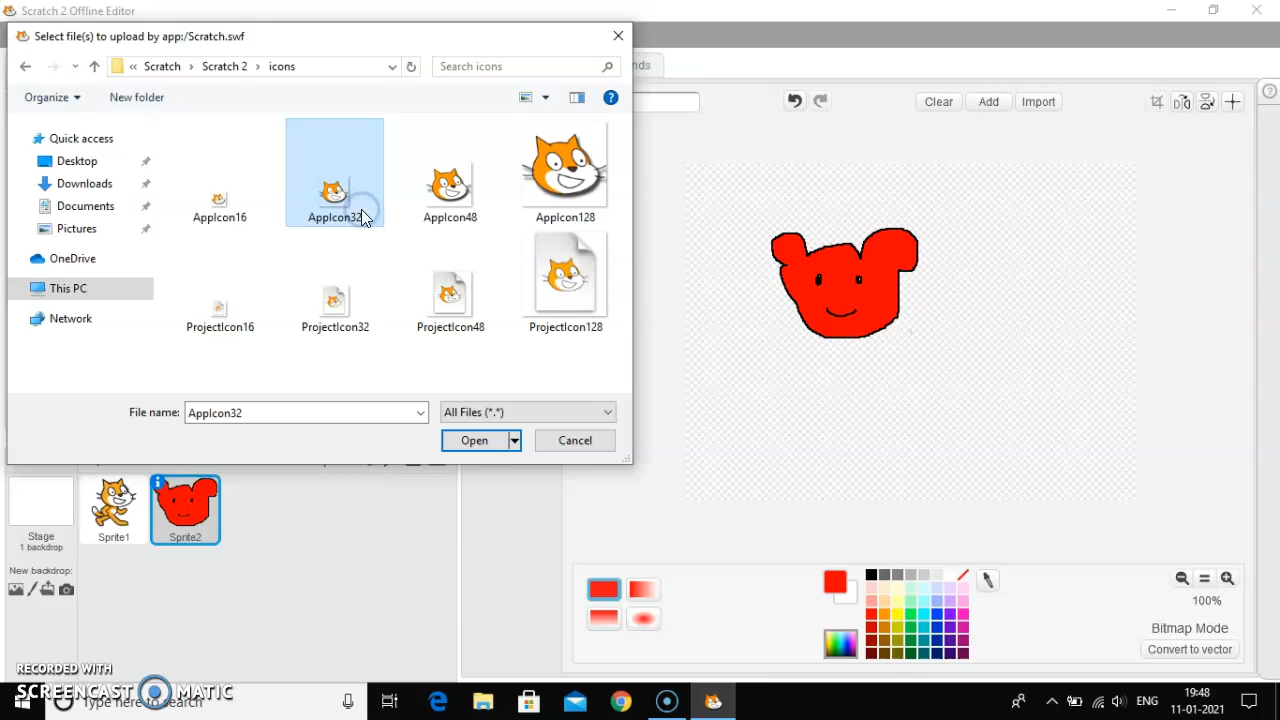 Scratch 2 Offline Editor
Select file(s) to upload by app:/Scratch.swf
« Scratch > Scratch 2 > icons
Search icons
Organize
New folder
Quick access
Desktop
Downloads
Documents
Pictures
OneDrive
This PC
Network
AppIcon16
AppIcon32
AppIcon48
AppIcon128
ProjectIcon16
ProjectIcon32
ProjectIcon48
ProjectIcon128
File name:
AppIcon32
All Files (*.*)
Open
Cancel
nds
Clear
Add
Import
Stage
1 backdrop
New backdrop:
Sprite1
Sprite2
100%
Bitmap Mode
Convert to vector
RECORDED WITH
SCREENCAST MATIC
Type here to search
ENG
19:48
11-01-2021